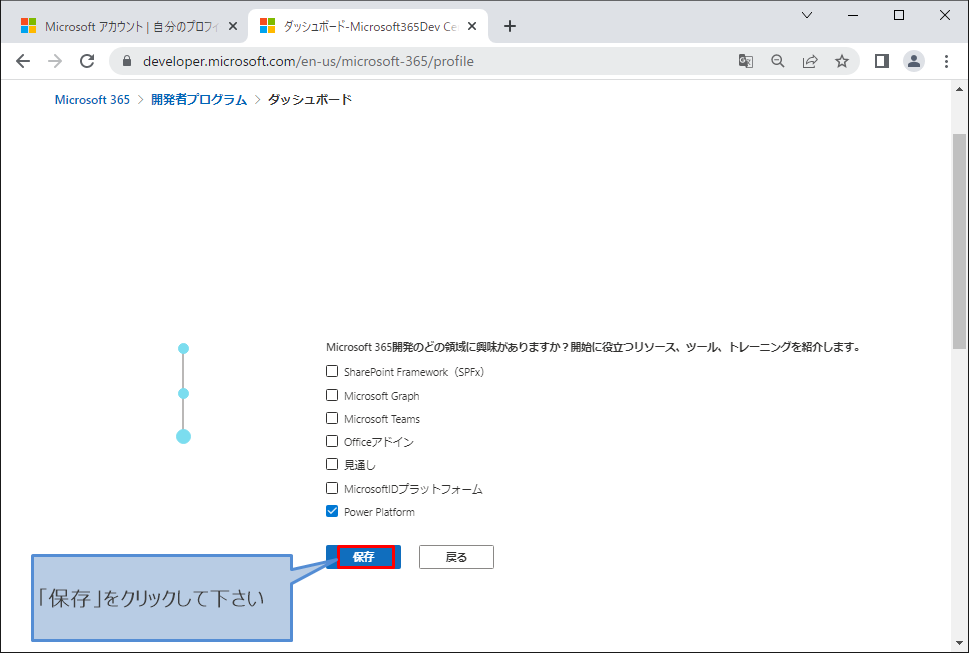 Microsoft アカウント | 自分のプロフィ
ダッシュボード-Microsoft365Dev Ce
developer.microsoft.com/en-us/microsoft-365/profile
Microsoft 365 > 開発者プログラム > ダッシュボード
Microsoft 365開発のどの領域に興味がありますか？開始に役立つリソース、ツール、トレーニングを紹介します。
SharePoint Framework（SPFx）
Microsoft Graph
Microsoft Teams
Officeアドイン
見通し
MicrosoftIDプラットフォーム
Power Platform
保存 戻る
「保存」をクリックして下さい